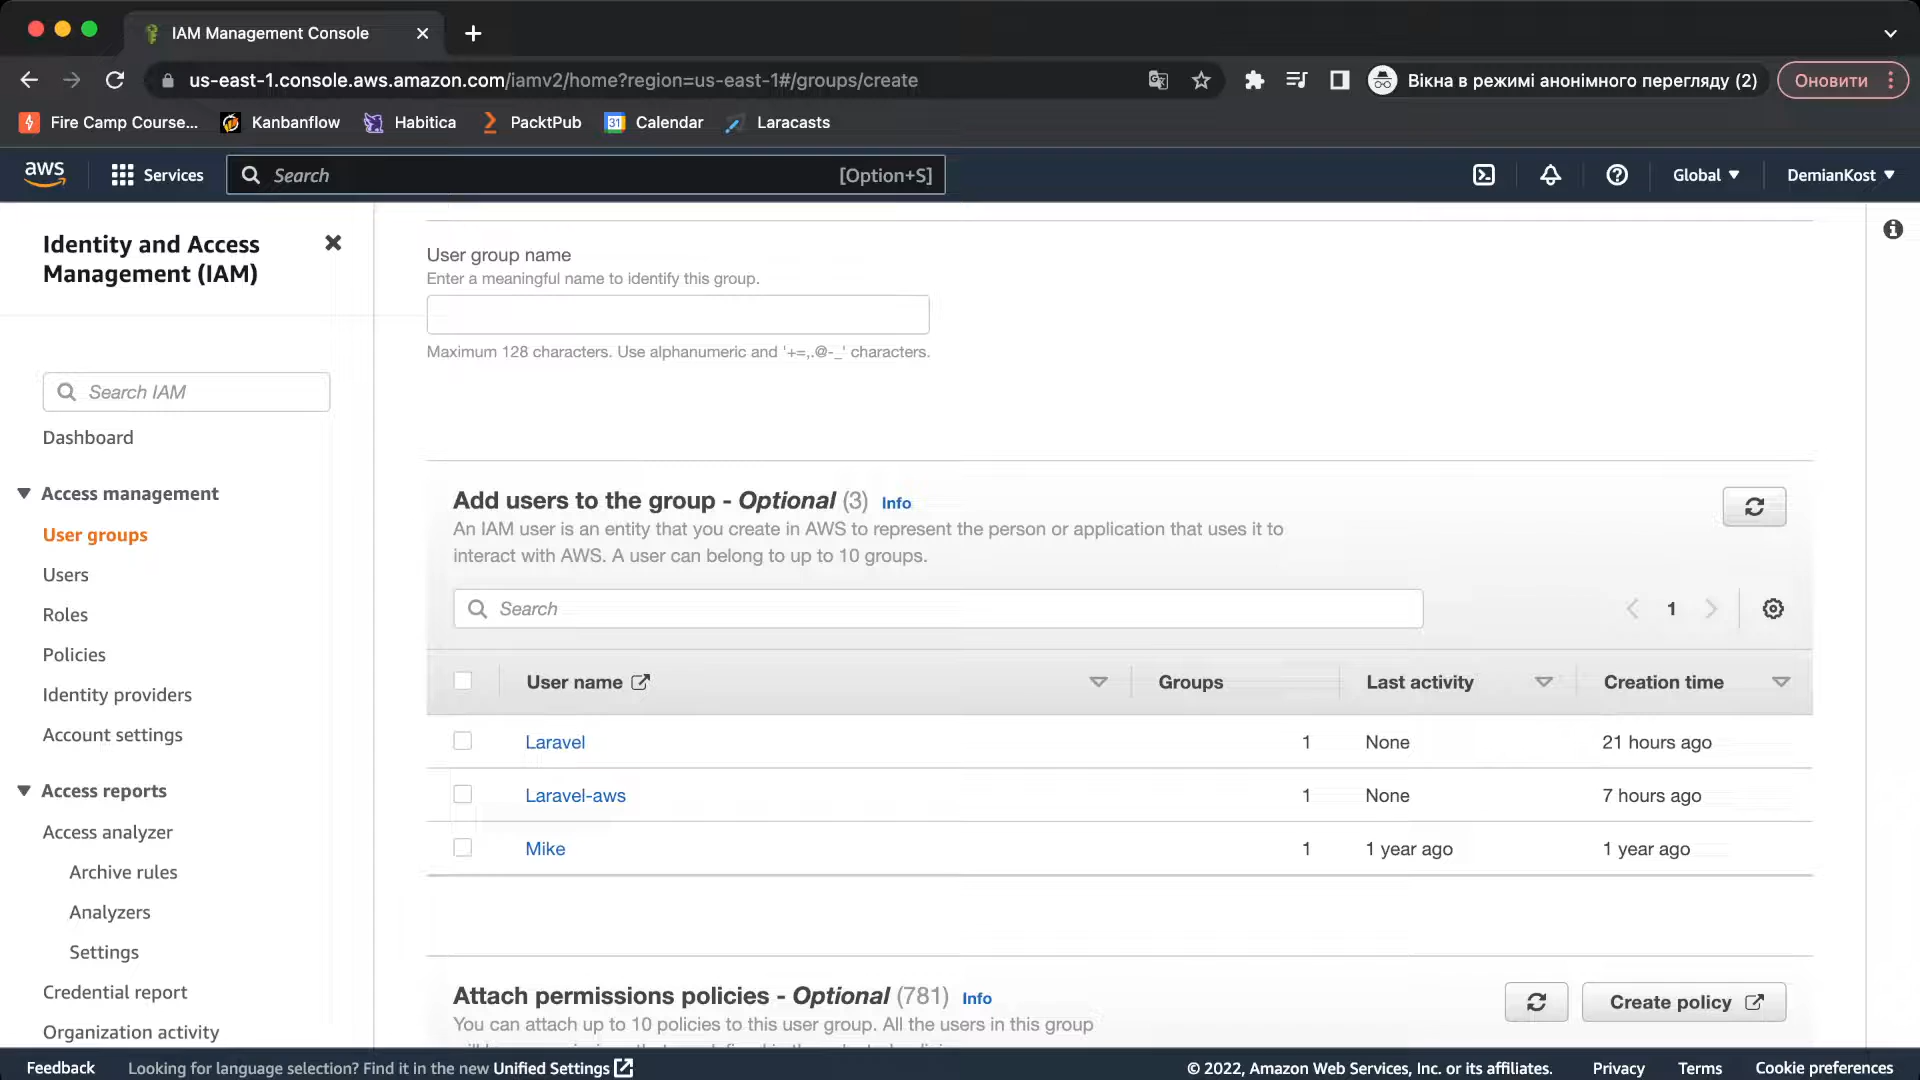 IAM Management Console
us-east-1.console.aws.amazon.com/iamv2/home?region=us-east-1#/groups/create
Вікна в режимі анонімного перегляду (2)
Оновити
Fire Camp Course...
Kanbanflow
Habitica
PacktPub
31
Calendar
Laracasts
aws
Services
Search
[Option+S]
Global
DemianKost
Identity and Access
Management (IAM)
Search IAM
Dashboard
Access management
User groups
Users
Roles
Policies
Identity providers
Account settings
Access reports
Access analyzer
Archive rules
Analyzers
Settings
Credential report
Organization activity
User group name
Enter a meaningful name to identify this group.
Maximum 128 characters. Use alphanumeric and '+=,.@-_' characters.
Add users to the group - Optional (3) Info
An IAM user is an entity that you create in AWS to represent the person or application that uses it to
interact with AWS. A user can belong to up to 10 groups.
Search
1
User name Groups Last activity Creation time
Laravel 1 None 21 hours ago
Laravel-aws 1 None 7 hours ago
Mike 1 1 year ago 1 year ago
Attach permissions policies - Optional (781) Info
Create policy
You can attach up to 10 policies to this user group. All the users in this group
Feedback
Looking for language selection? Find it in the new Unified Settings
© 2022, Amazon Web Services, Inc. or its affiliates.
Privacy
Terms
Cookie preferences